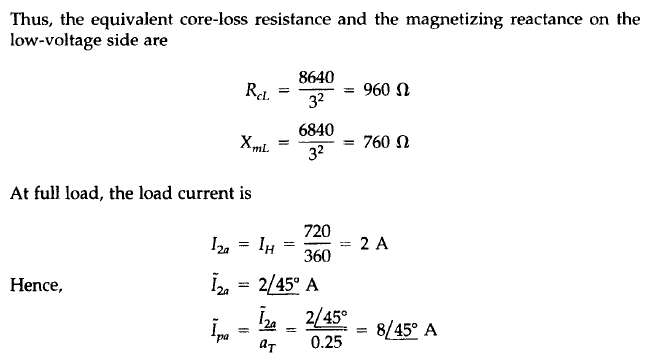 Thus, the equivalent core-loss resistance and the magnetizing reactance on the
low-voltage side are
R_cL = 8640/3² = 960 Ω
X_mL = 6840/3² = 760 Ω
At full load, the load current is
I_2a = I_H = 720/360 = 2 A
Hence, Ĩ_2a = 2/45° A
Ĩ_pa = Ĩ_2a/a_T = 2/45°/0.25 = 8/45° A